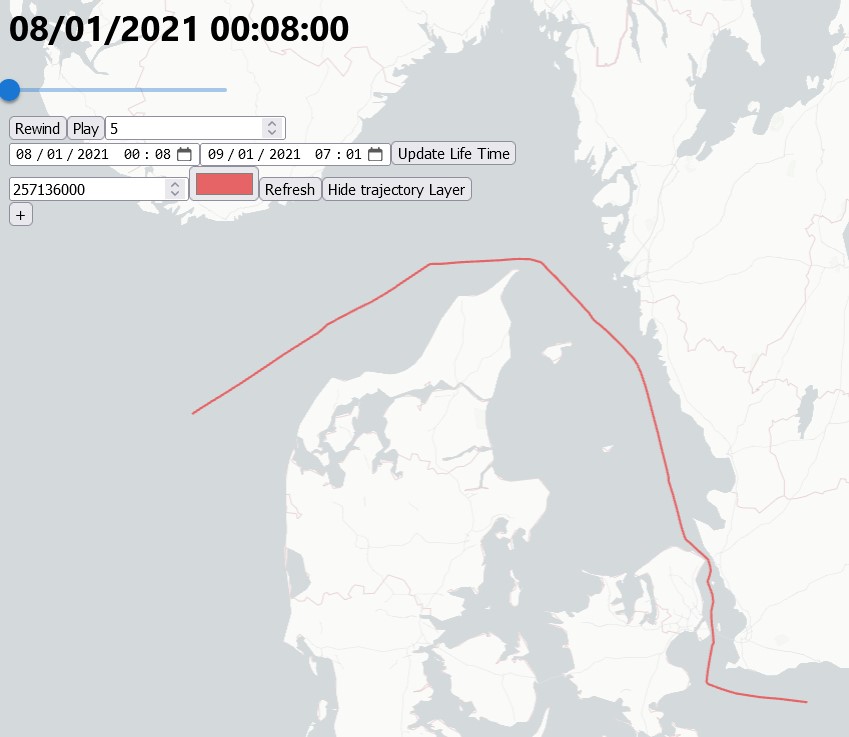 08/01/2021 00:08:00
Rewind Play 5
08/01/2021 00:08 09/01/2021 07:01 Update Life Time
257136000 Refresh Hide trajectory Layer
+